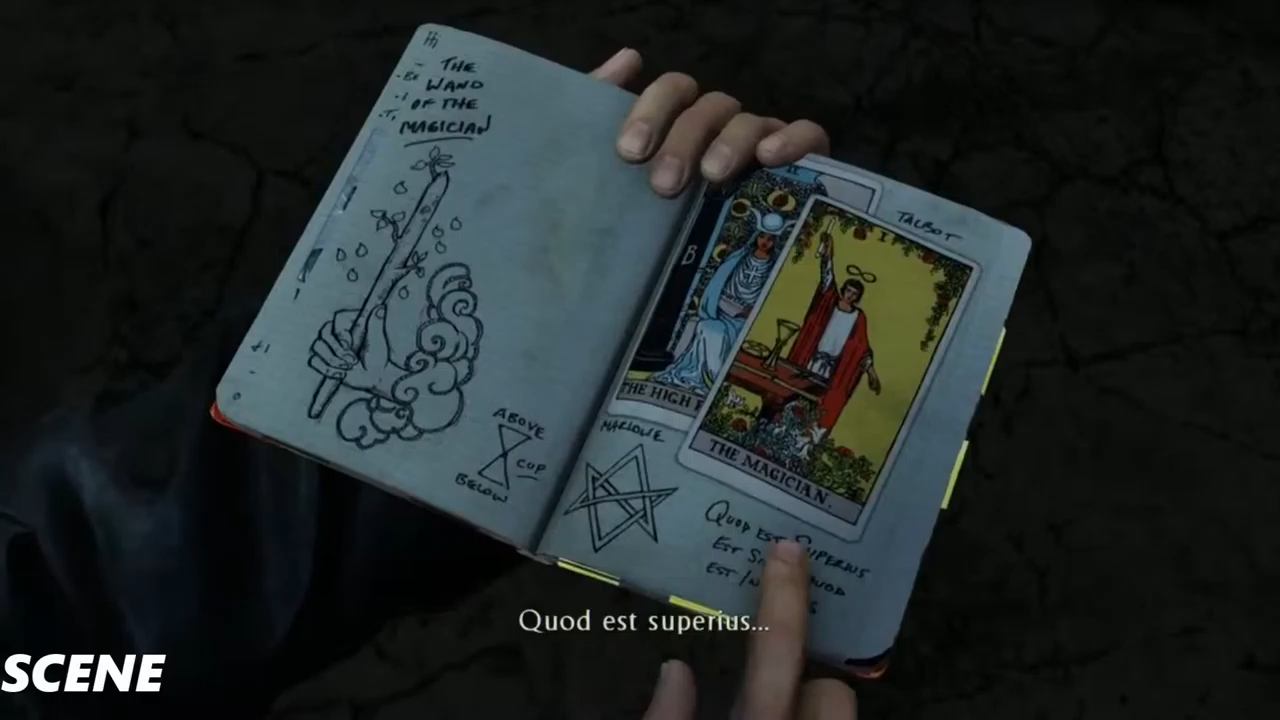 THE
WAND
OF THE
MAGICIAN
ABOVE
CUP
BELOW
TALBOT
B
I
THE HIGH
THE MAGICIAN.
MARLOWE
QUOD EST SUPERIUS
EST
EST
Quod est superius...
SCENE